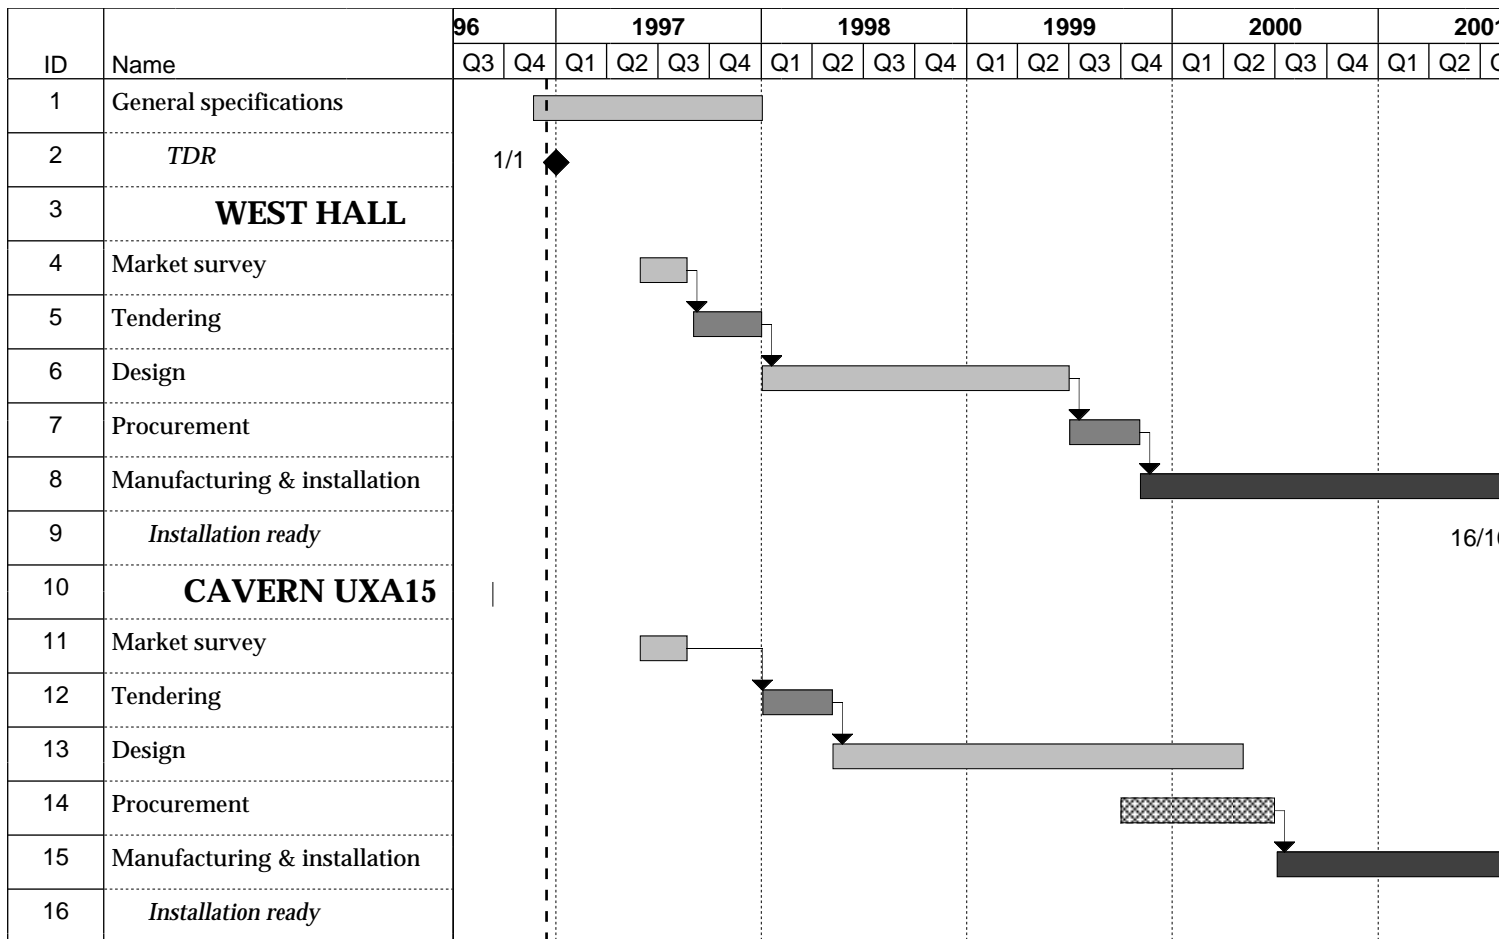 96 1997 1998 1999 2000 2001
ID Name Q3 Q4 Q1 Q2 Q3 Q4 Q1 Q2 Q3 Q4 Q1 Q2 Q3 Q4 Q1 Q2 Q3 Q4 Q1 Q2
1 General specifications
2 TDR 1/1
3 WEST HALL
4 Market survey
5 Tendering
6 Design
7 Procurement
8 Manufacturing & installation
9 Installation ready 16/1
10 CAVERN UXA15
11 Market survey
12 Tendering
13 Design
14 Procurement
15 Manufacturing & installation
16 Installation ready